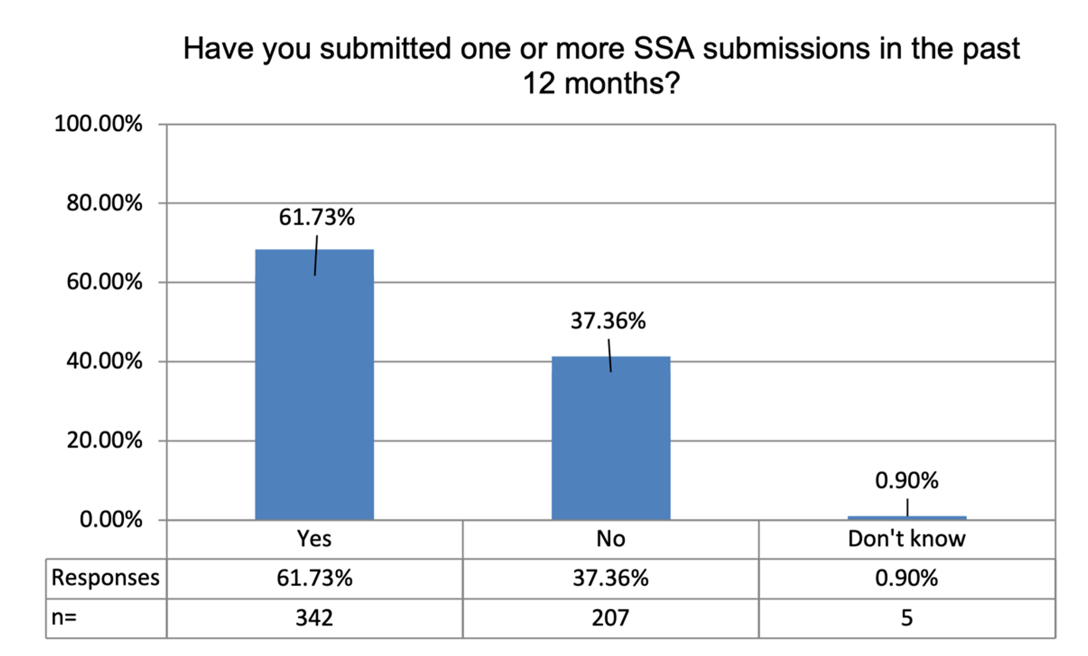 Have you submitted one or more SSA submissions in the past
12 months?
100.00%
80.00%
60.00%
40.00%
20.00%
0.00%
61.73%
37.36%
0.90%
Yes No Don't know
Responses 61.73% 37.36% 0.90%
n= 342 207 5